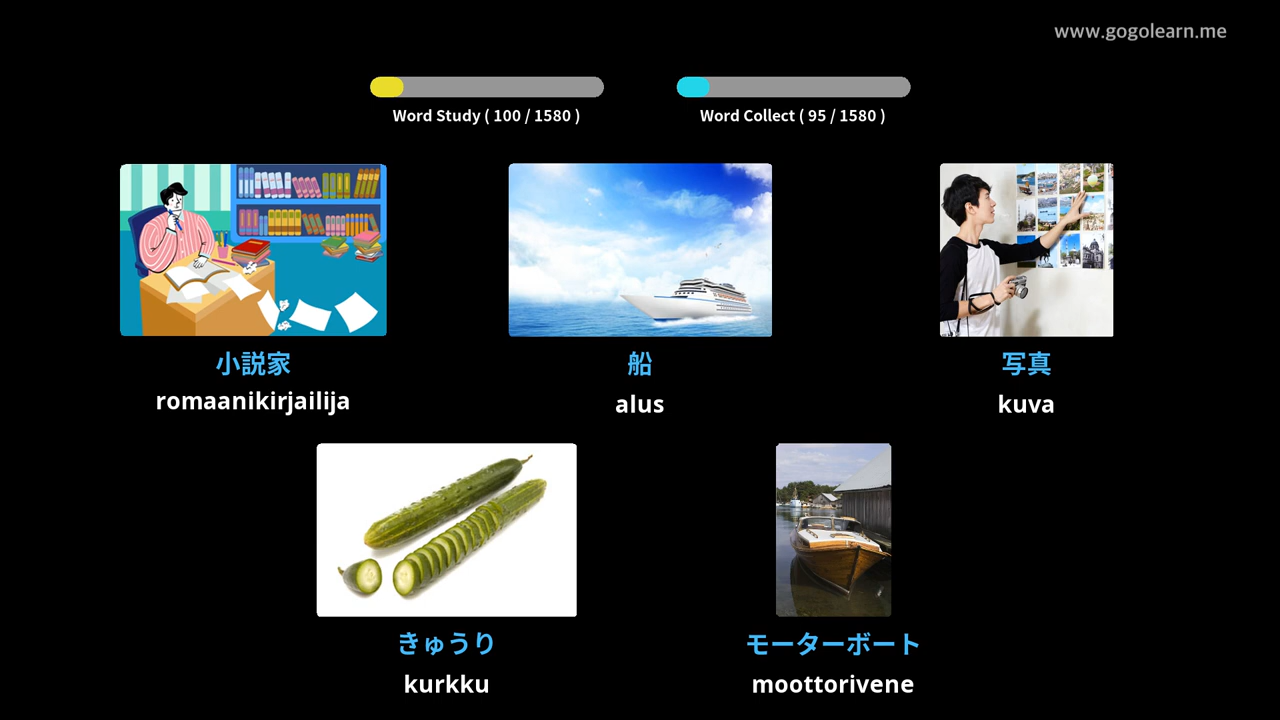 www.gogolearn.me
Word Study ( 100 / 1580 )
Word Collect ( 95 / 1580 )
小説家
romaanikirjailija
船
alus
写真
kuva
きゅうり
kurkku
モーターボート
moottorivene